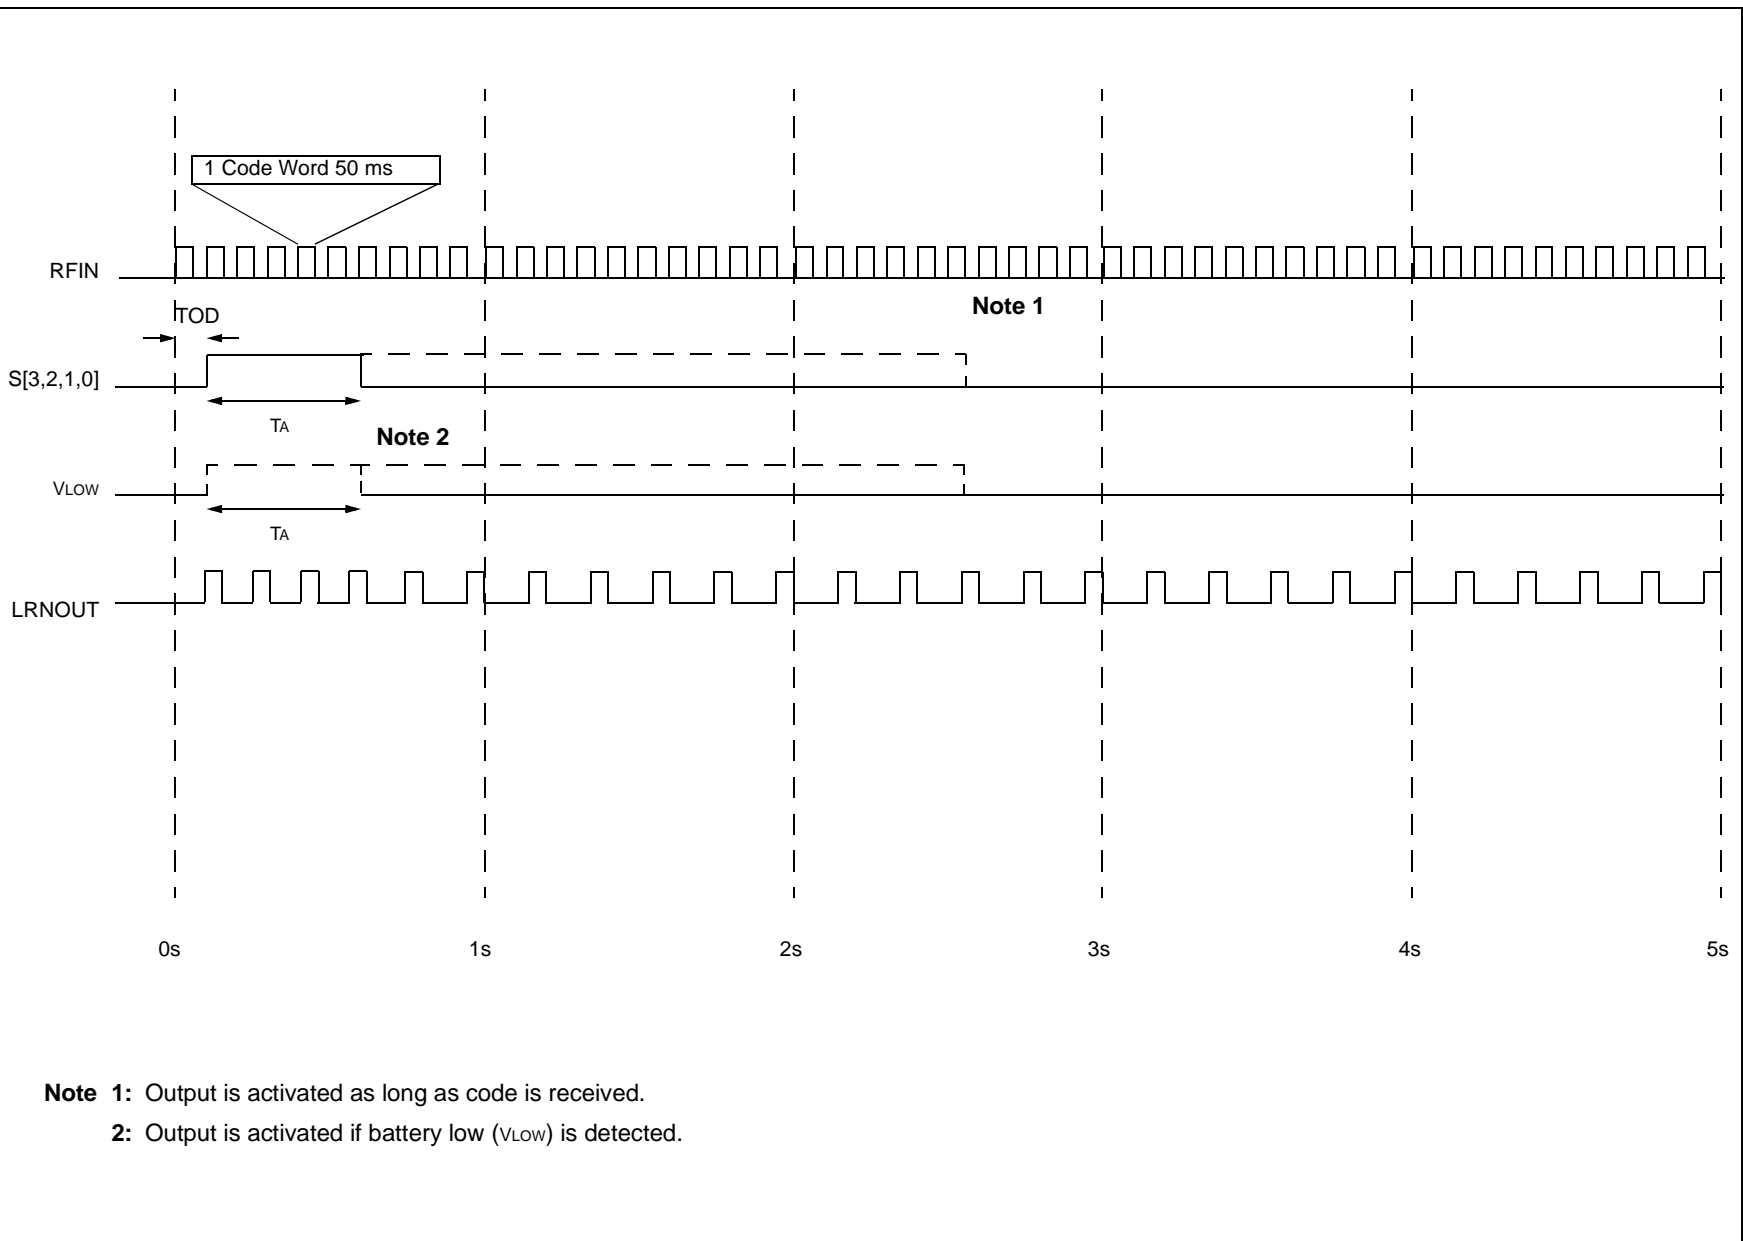 1 Code Word 50 ms
RFIN
Note 1
TOD
S[3,2,1,0]
TA
Note 2
VLOW
TA
LRNOUT
0s 1s 2s 3s 4s 5s
Note 1: Output is activated as long as code is received.
2: Output is activated if battery low (VLOW) is detected.